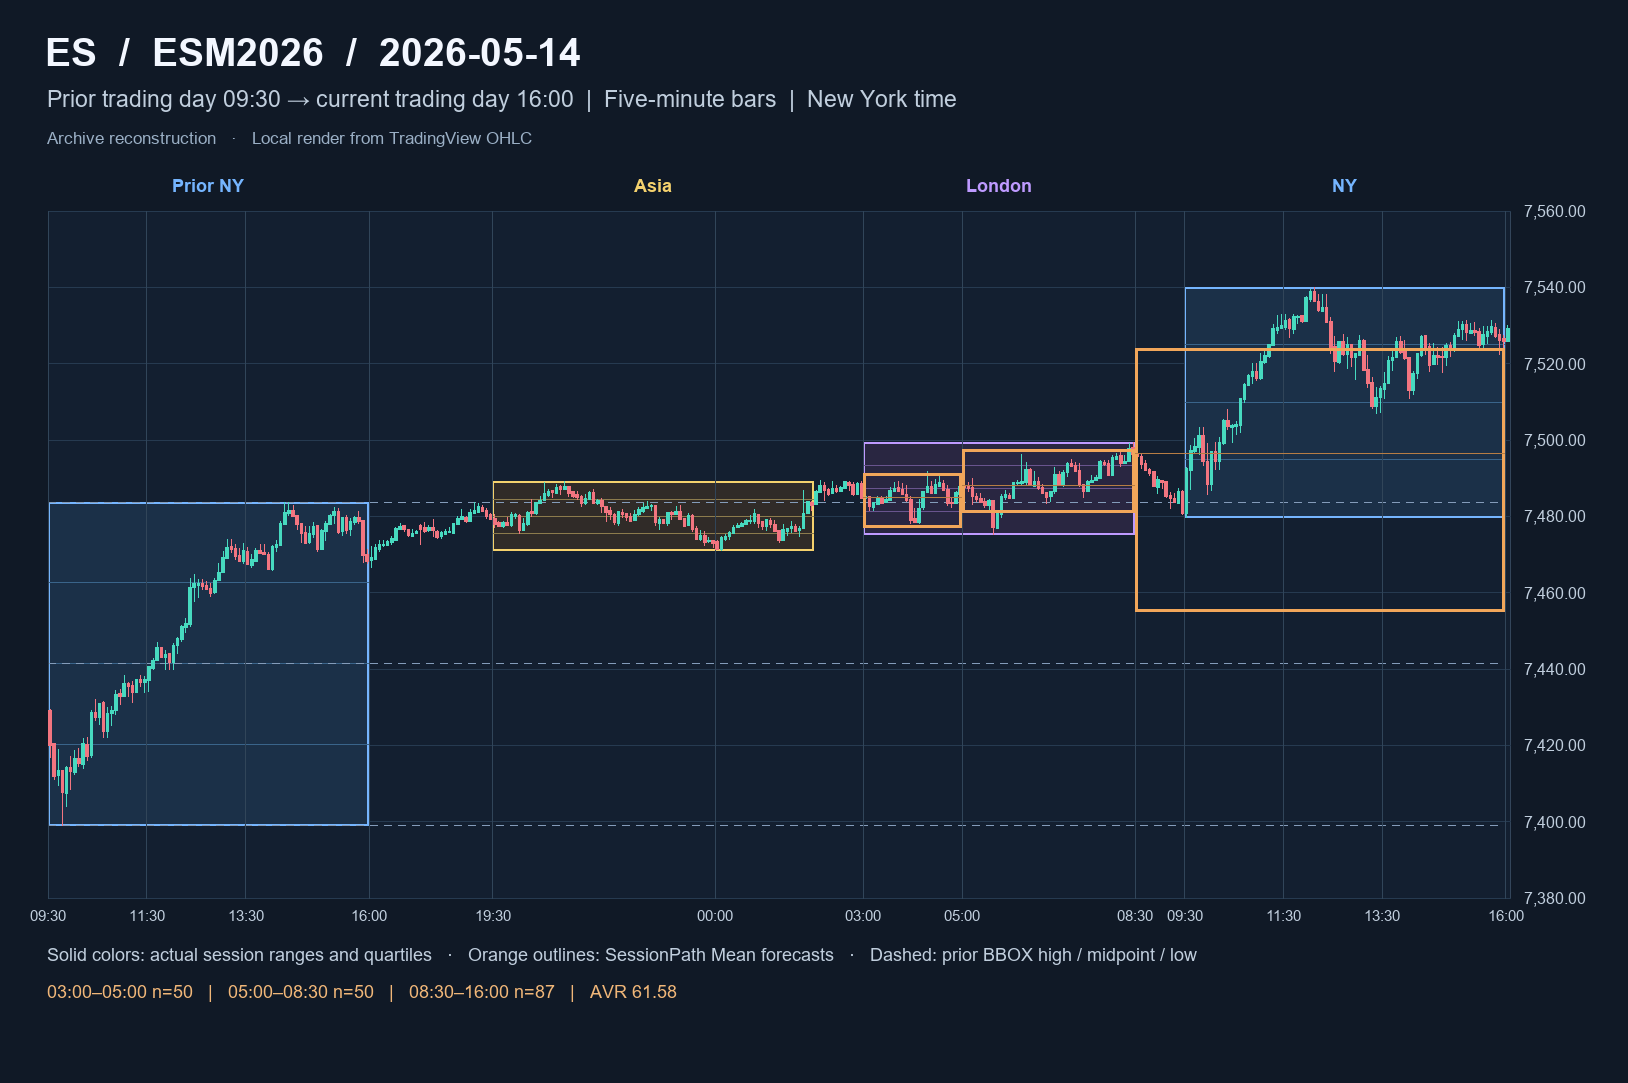 ES / ESM2026 / 2026-05-14
Prior trading day 09:30 → current trading day 16:00 | Five-minute bars | New York time
Archive reconstruction · Local render from TradingView OHLC
Prior NY Asia London NY
7,560.00
7,540.00
7,520.00
7,500.00
7,480.00
7,460.00
7,440.00
7,420.00
7,400.00
7,380.00
09:30 11:30 13:30 16:00 19:30 00:00 03:00 05:00 08:30 09:30 11:30 13:30 16:00
Solid colors: actual session ranges and quartiles · Orange outlines: SessionPath Mean forecasts · Dashed: prior BBOX high / midpoint / low
03:00–05:00 n=50 | 05:00–08:30 n=50 | 08:30–16:00 n=87 | AVR 61.58